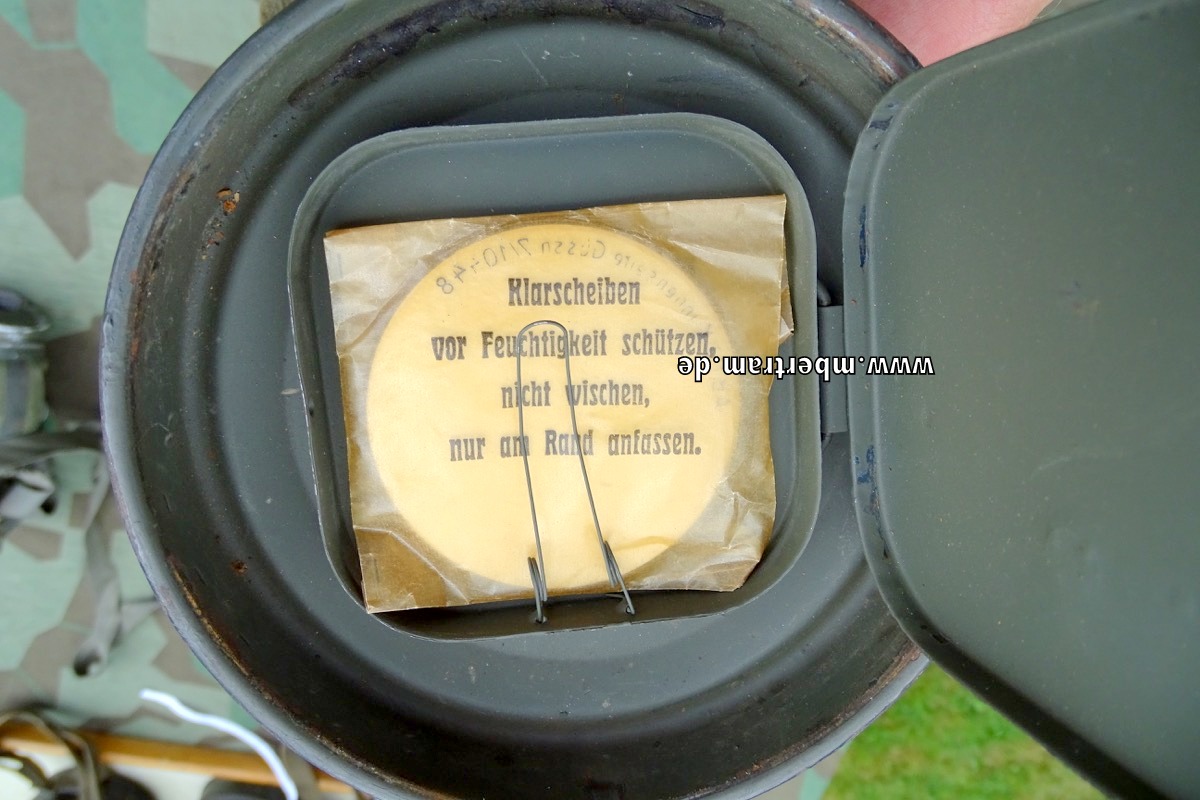 Klarscheiben
vor Feuchtigkeit schützen,
nicht wischen,
nur am Rand anfassen.
www.mbertram.de